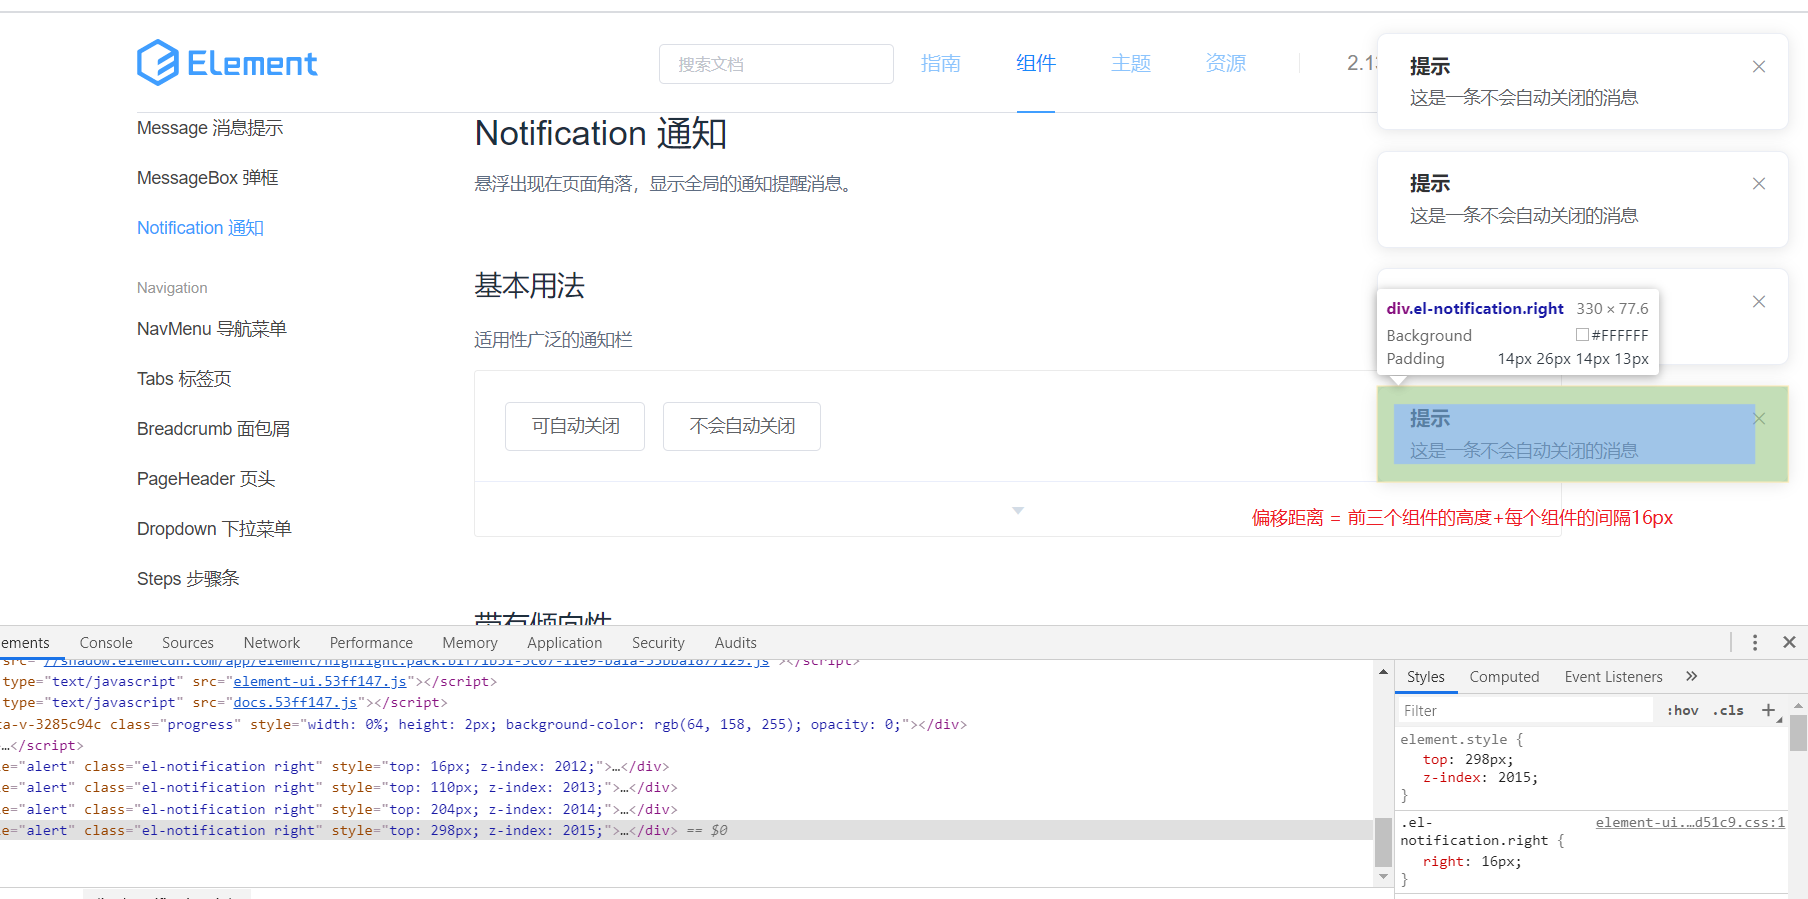 Element
搜索文档
指南
组件
主题
资源
2.13
提示
这是一条不会自动关闭的消息
提示
这是一条不会自动关闭的消息
Message 消息提示
MessageBox 弹框
Notification 通知
Navigation
NavMenu 导航菜单
Tabs 标签页
Breadcrumb 面包屑
PageHeader 页头
Dropdown 下拉菜单
Steps 步骤条
Notification 通知
悬浮出现在页面角落，显示全局的通知提醒消息。
基本用法
适用性广泛的通知栏
可自动关闭
不会自动关闭
带有倾向性
div.el-notification.right 330 × 77.6
Background #FFFFFF
Padding 14px 26px 14px 13px
提示
这是一条不会自动关闭的消息
偏移距离 = 前三个组件的高度+每个组件的间隔16px
ements Console Sources Network Performance Memory Application Security Audits
type="text/javascript" src="element-ui.53ff147.js"></script>
type="text/javascript" src="docs.53ff147.js"></script>
ta-v-3285c94c class="progress" style="width: 0%; height: 2px; background-color: rgb(64, 158, 255); opacity: 0;"></div>
…</script>
le="alert" class="el-notification right" style="top: 16px; z-index: 2012;">…</div>
le="alert" class="el-notification right" style="top: 110px; z-index: 2013;">…</div>
le="alert" class="el-notification right" style="top: 204px; z-index: 2014;">…</div>
le="alert" class="el-notification right" style="top: 298px; z-index: 2015;">…</div> == $0
Styles Computed Event Listeners »
Filter :hov .cls +
element.style {
top: 298px;
z-index: 2015;
}
.el- element-ui.…d51c9.css:1
notification.right {
right: 16px;
}